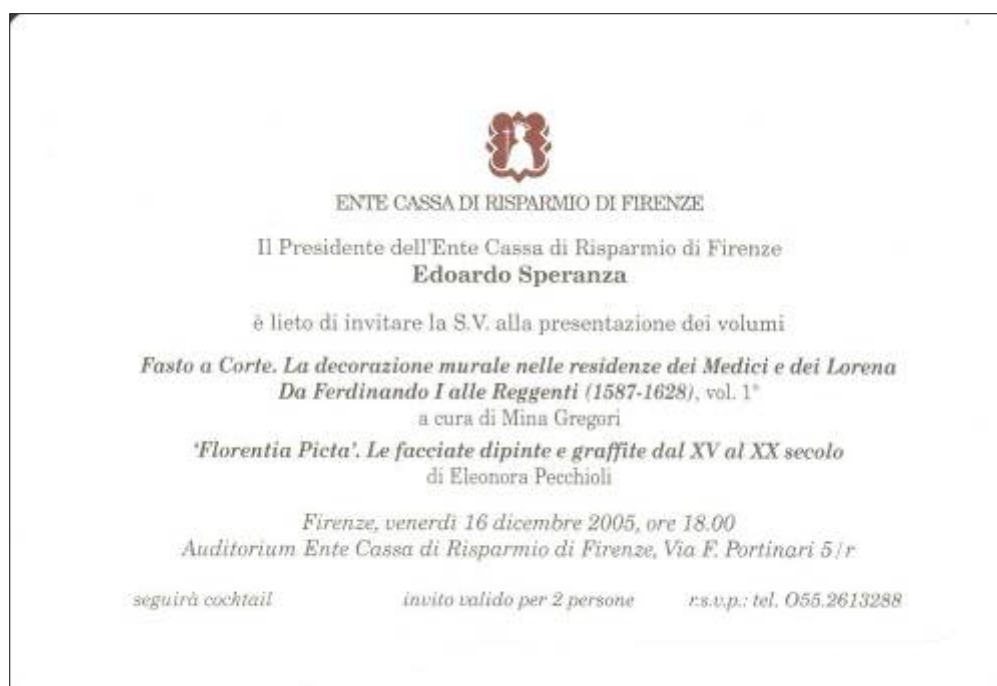 ENTE CASSA DI RISPARMIO DI FIRENZE
Il Presidente dell'Ente Cassa di Risparmio di Firenze
Edoardo Speranza
è lieto di invitare la S.V. alla presentazione dei volumi
Fasto a Corte. La decorazione murale nelle residenze dei Medici e dei Lorena
Da Ferdinando I alle Reggenti (1587-1628), vol. 1°
a cura di Mina Gregori
'Florentia Picta'. Le facciate dipinte e graffite dal XV al XX secolo
di Eleonora Pecchioli
Firenze, venerdì 16 dicembre 2005, ore 18.00
Auditorium Ente Cassa di Risparmio di Firenze, Via F. Portinari 5/r
seguirà cocktail invito valido per 2 persone r.s.v.p.: tel. O55.2613288